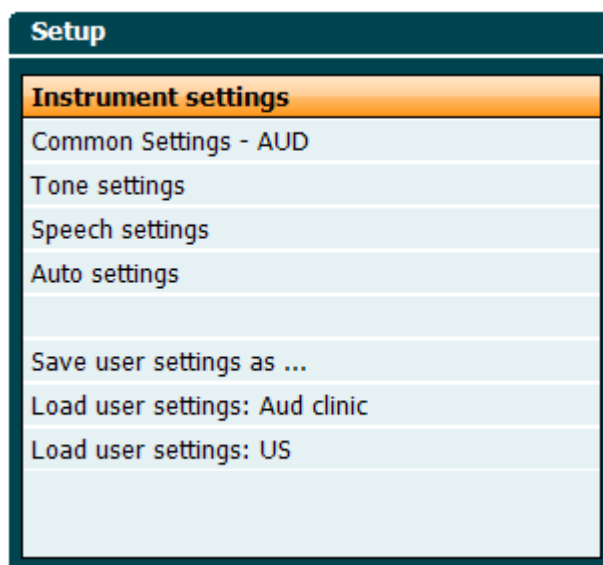 Setup
Instrument settings
Common Settings - AUD
Tone settings
Speech settings
Auto settings
Save user settings as ...
Load user settings: Aud clinic
Load user settings: US